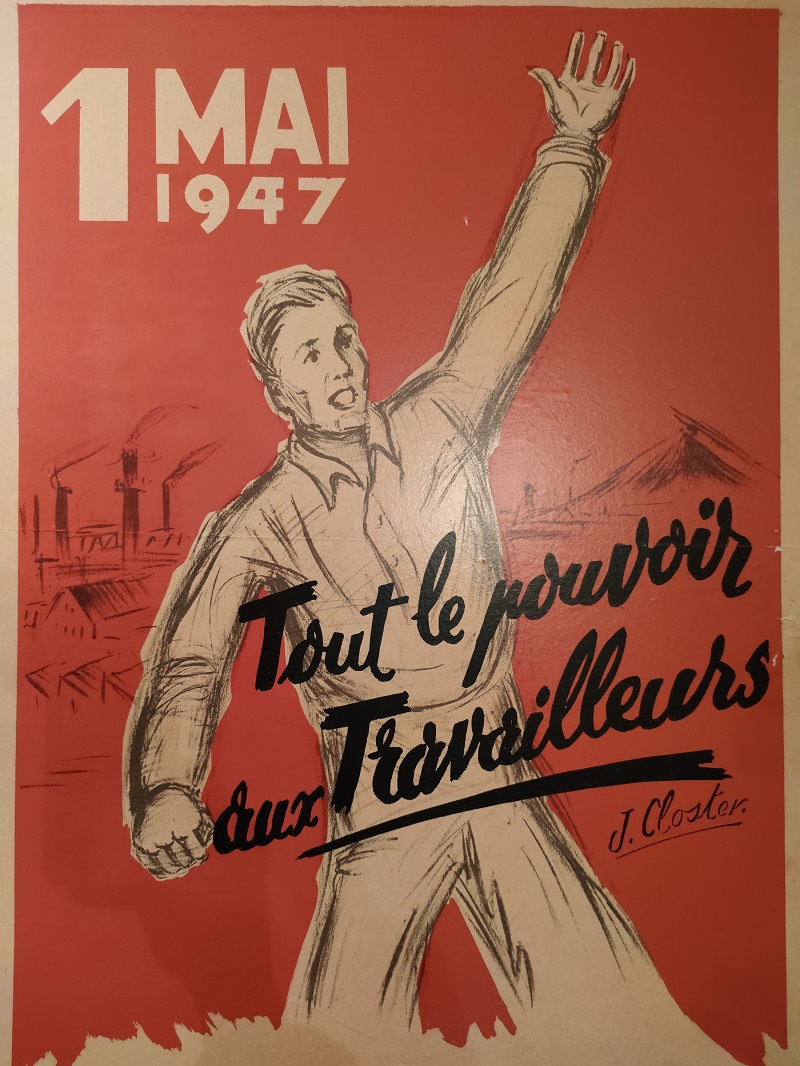 1 MAI
1947
Tout le pouvoir
aux Travailleurs
J. Closter.